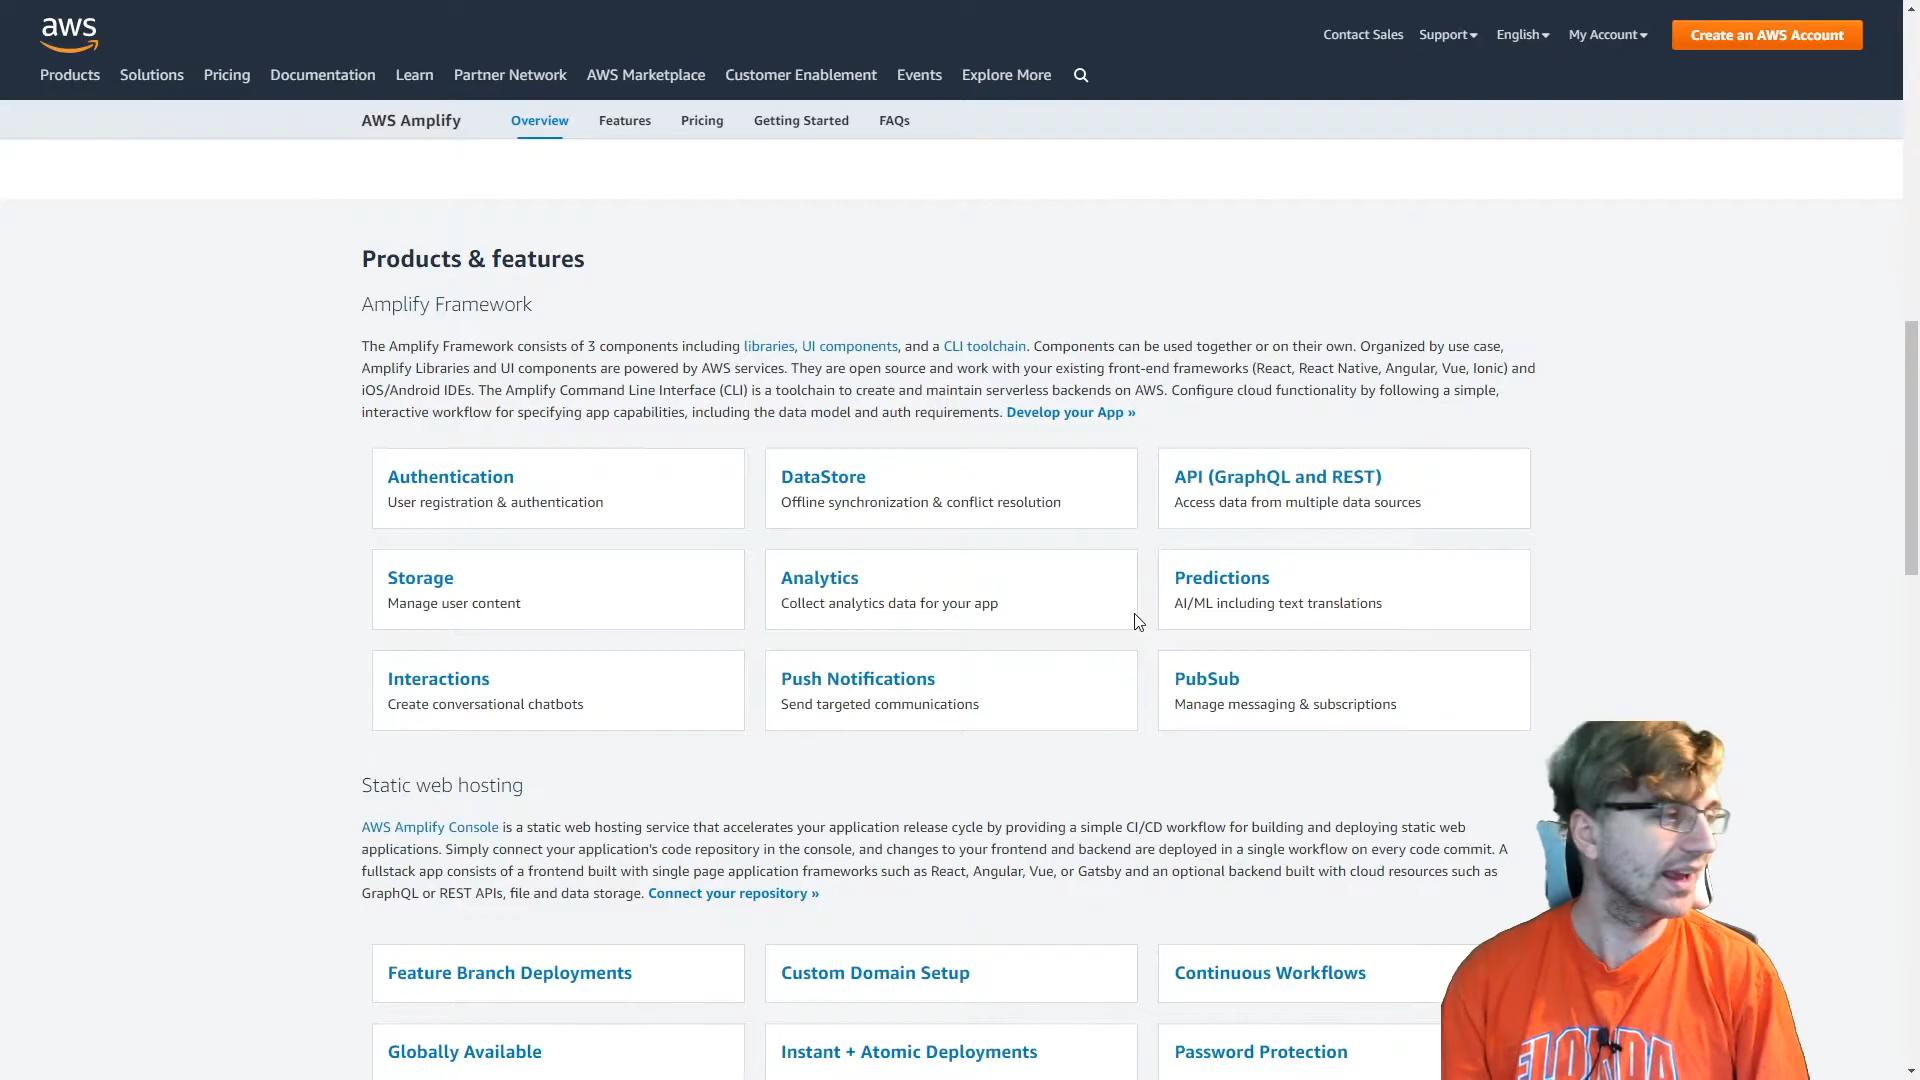 aws
Contact Sales Support English My Account Create an AWS Account
Products Solutions Pricing Documentation Learn Partner Network AWS Marketplace Customer Enablement Events Explore More
AWS Amplify Overview Features Pricing Getting Started FAQs
Products & features
Amplify Framework
The Amplify Framework consists of 3 components including libraries, UI components, and a CLI toolchain. Components can be used together or on their own. Organized by use case,
Amplify Libraries and UI components are powered by AWS services. They are open source and work with your existing front-end frameworks (React, React Native, Angular, Vue, Ionic) and
iOS/Android IDEs. The Amplify Command Line Interface (CLI) is a toolchain to create and maintain serverless backends on AWS. Configure cloud functionality by following a simple,
interactive workflow for specifying app capabilities, including the data model and auth requirements. Develop your App »
Authentication
User registration & authentication
DataStore
Offline synchronization & conflict resolution
API (GraphQL and REST)
Access data from multiple data sources
Storage
Manage user content
Analytics
Collect analytics data for your app
Predictions
AI/ML including text translations
Interactions
Create conversational chatbots
Push Notifications
Send targeted communications
PubSub
Manage messaging & subscriptions
Static web hosting
AWS Amplify Console is a static web hosting service that accelerates your application release cycle by providing a simple CI/CD workflow for building and deploying static web
applications. Simply connect your application's code repository in the console, and changes to your frontend and backend are deployed in a single workflow on every code commit. A
fullstack app consists of a frontend built with single page application frameworks such as React, Angular, Vue, or Gatsby and an optional backend built with cloud resources such as
GraphQL or REST APIs, file and data storage. Connect your repository »
Feature Branch Deployments
Custom Domain Setup
Continuous Workflows
Globally Available
Instant + Atomic Deployments
Password Protection
FLORIDA